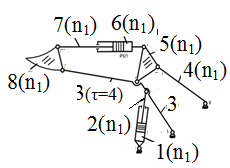 7(n₁) 6(n₁)
5(n₁)
8(n₁) 3(τ=4) 4(n₁)
2(n₁) 3
1(n₁)